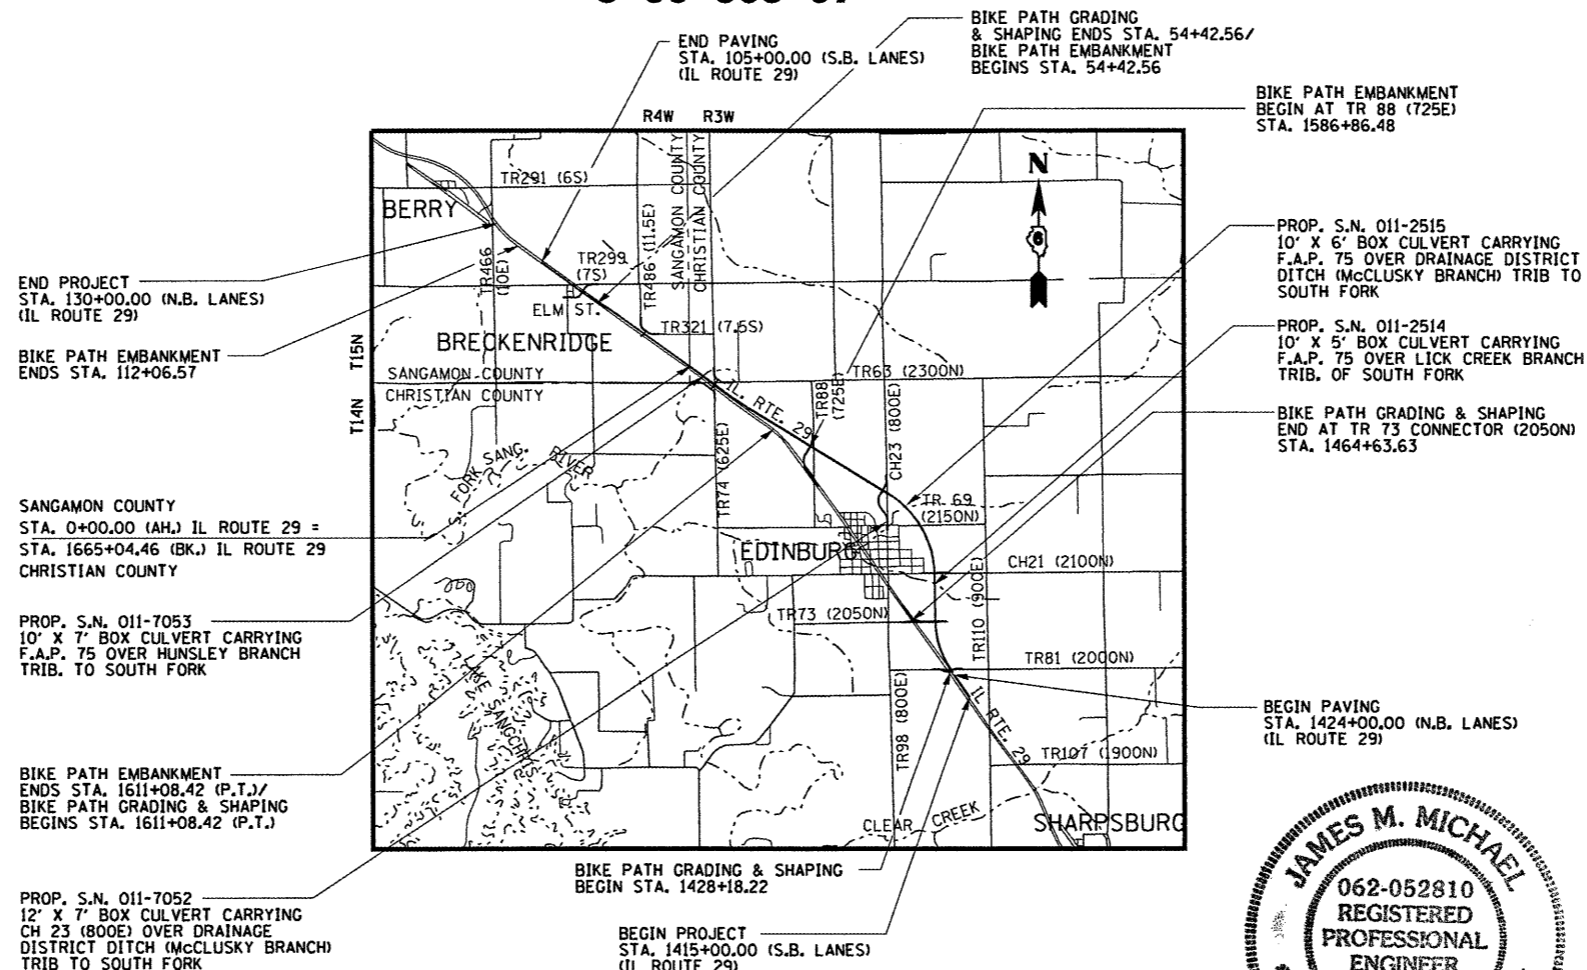 END PAVING
STA. 105+00.00 (S.B. LANES)
(IL ROUTE 29)
BIKE PATH GRADING
& SHAPING ENDS STA. 54+42.56/
BIKE PATH EMBANKMENT
BEGINS STA. 54+42.56
BIKE PATH EMBANKMENT
BEGIN AT TR 88 (725E)
STA. 1586+86.48
R4W R3W
N
6
TR291 (6S)
BERRY
TR466
(10E)
TR299
(7S)
TR486 (11.5E)
SANGAMON COUNTY
CHRISTIAN COUNTY
ELM ST.
TR321 (7.5S)
BRECKENRIDGE
T15N
T14N
SANGAMON COUNTY
CHRISTIAN COUNTY
IL. RTE. 29
TR63 (2300N)
TR88
(725E)
CH23 (800E)
S. FORK SANG. RIVER
TR74 (625E)
TR 69
(2150N)
EDINBURG
CH21 (2100N)
TR73 (2050N)
TR110 (900E)
TR81 (2000N)
LAKE SANGCHRIS
TR98 (800E)
IL RTE. 29
TR107 (1900N)
CLEAR CREEK
SHARPSBURG
END PROJECT
STA. 130+00.00 (N.B. LANES)
(IL ROUTE 29)
BIKE PATH EMBANKMENT
ENDS STA. 112+06.57
SANGAMON COUNTY
STA. 0+00.00 (AH.) IL ROUTE 29 =
STA. 1665+04.46 (BK.) IL ROUTE 29
CHRISTIAN COUNTY
PROP. S.N. 011-7053
10' X 7' BOX CULVERT CARRYING
F.A.P. 75 OVER HUNSLEY BRANCH
TRIB. TO SOUTH FORK
BIKE PATH EMBANKMENT
ENDS STA. 1611+08.42 (P.T.)/
BIKE PATH GRADING & SHAPING
BEGINS STA. 1611+08.42 (P.T.)
PROP. S.N. 011-7052
12' X 7' BOX CULVERT CARRYING
CH 23 (800E) OVER DRAINAGE
DISTRICT DITCH (McCLUSKY BRANCH)
TRIB TO SOUTH FORK
PROP. S.N. 011-2515
10' X 6' BOX CULVERT CARRYING
F.A.P. 75 OVER DRAINAGE DISTRICT
DITCH (McCLUSKY BRANCH) TRIB TO
SOUTH FORK
PROP. S.N. 011-2514
10' X 5' BOX CULVERT CARRYING
F.A.P. 75 OVER LICK CREEK BRANCH
TRIB. OF SOUTH FORK
BIKE PATH GRADING & SHAPING
END AT TR 73 CONNECTOR (2050N)
STA. 1464+63.63
BEGIN PAVING
STA. 1424+00.00 (N.B. LANES)
(IL ROUTE 29)
BIKE PATH GRADING & SHAPING
BEGIN STA. 1428+18.22
BEGIN PROJECT
STA. 1415+00.00 (S.B. LANES)
(IL ROUTE 29)
JAMES M. MICHAEL
062-052810
REGISTERED
PROFESSIONAL
ENGINEER